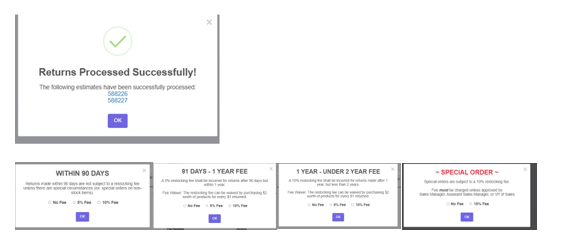 ×
Returns Processed Successfully!
The following estimates have been successfully processed:
588226
588227
OK
×
WITHIN 90 DAYS
Returns made within 90 days are not subject to a restocking fee
unless there are special circumstances (ex: special orders on non-
stock items).
No Fee 5% Fee 10% Fee
OK
×
91 DAYS - 1 YEAR FEE
A 5% restocking fee shall be incurred for returns after 90 days but
within 1 year.
Fee Waiver: The restocking fee can be waived by purchasing $2
worth of products for every $1 returned.
No Fee 5% Fee 10% Fee
OK
×
1 YEAR - UNDER 2 YEAR FEE
A 10% restocking fee shall be incurred for returns made after 1
year, but less than 2 years.
Fee Waiver: The restocking fee can be waived by purchasing $2
worth of products for every $1 returned.
No Fee 5% Fee 10% Fee
OK
×
~ SPECIAL ORDER ~
Special orders are subject to a 10% restocking fee.
Fee must be charged unless approved by
Sales Manager, Assistant Sales Manager, or VP of Sales
No Fee 10% Fee
OK